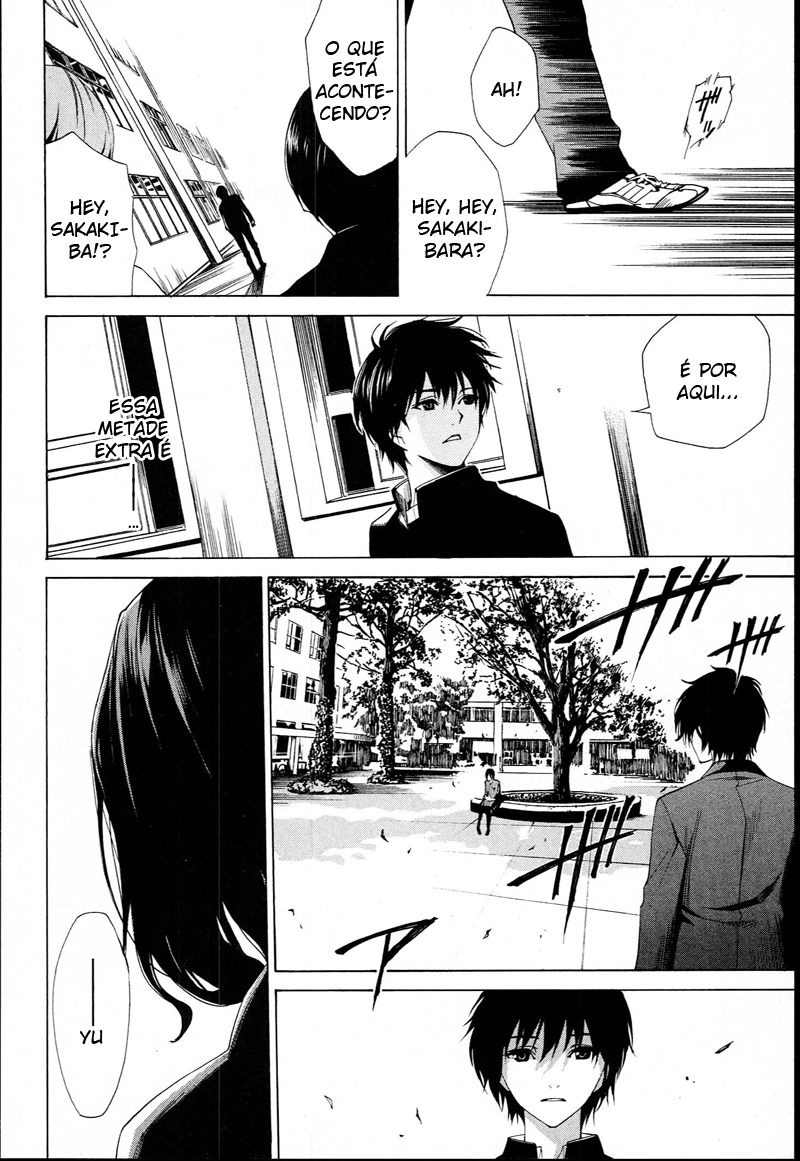 AH!
HEY, HEY,
SAKAKI-
BARA?
O QUE
ESTÁ
ACONTE-
CENDO?
HEY,
SAKAKI-
BA!?
É POR
AQUI...
ESSA
METADE
EXTRA É
...
YU